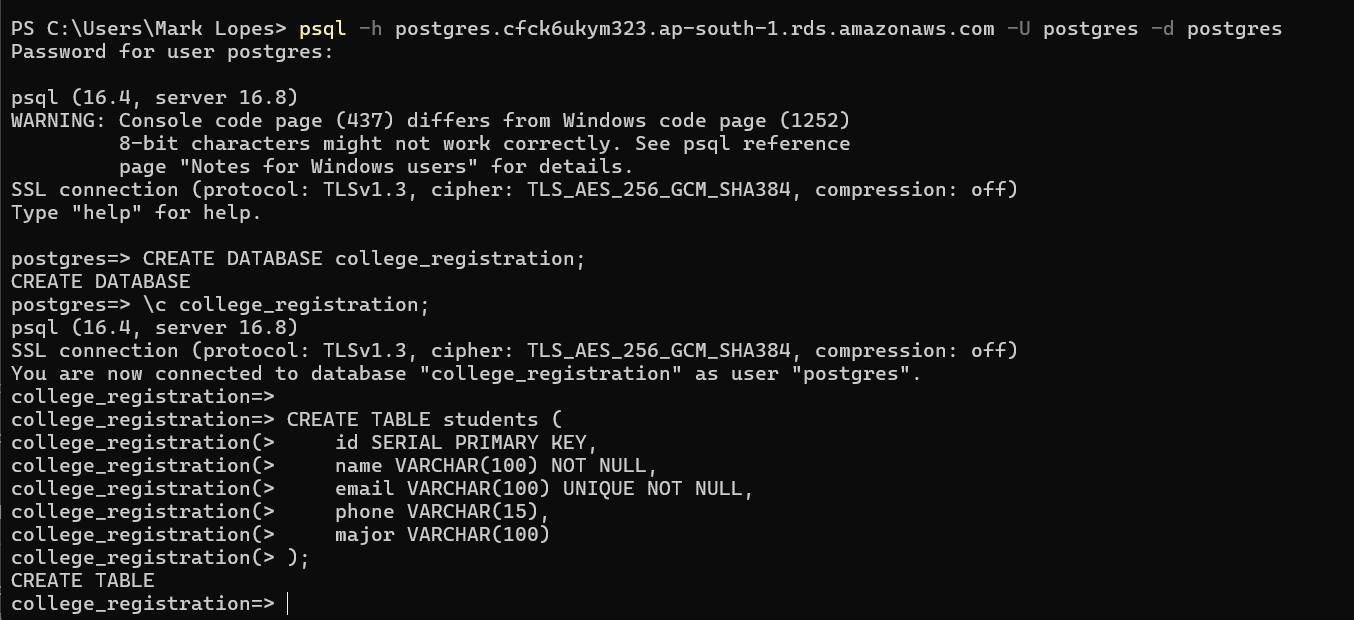 PS C:\Users\Mark Lopes> psql -h postgres.cfck6ukym323.ap-south-1.rds.amazonaws.com -U postgres -d postgres
Password for user postgres:

psql (16.4, server 16.8)
WARNING: Console code page (437) differs from Windows code page (1252)
         8-bit characters might not work correctly. See psql reference
         page "Notes for Windows users" for details.
SSL connection (protocol: TLSv1.3, cipher: TLS_AES_256_GCM_SHA384, compression: off)
Type "help" for help.

postgres=> CREATE DATABASE college_registration;
CREATE DATABASE
postgres=> \c college_registration;
psql (16.4, server 16.8)
SSL connection (protocol: TLSv1.3, cipher: TLS_AES_256_GCM_SHA384, compression: off)
You are now connected to database "college_registration" as user "postgres".
college_registration=>
college_registration=> CREATE TABLE students (
college_registration(>     id SERIAL PRIMARY KEY,
college_registration(>     name VARCHAR(100) NOT NULL,
college_registration(>     email VARCHAR(100) UNIQUE NOT NULL,
college_registration(>     phone VARCHAR(15),
college_registration(>     major VARCHAR(100)
college_registration(> );
CREATE TABLE
college_registration=>